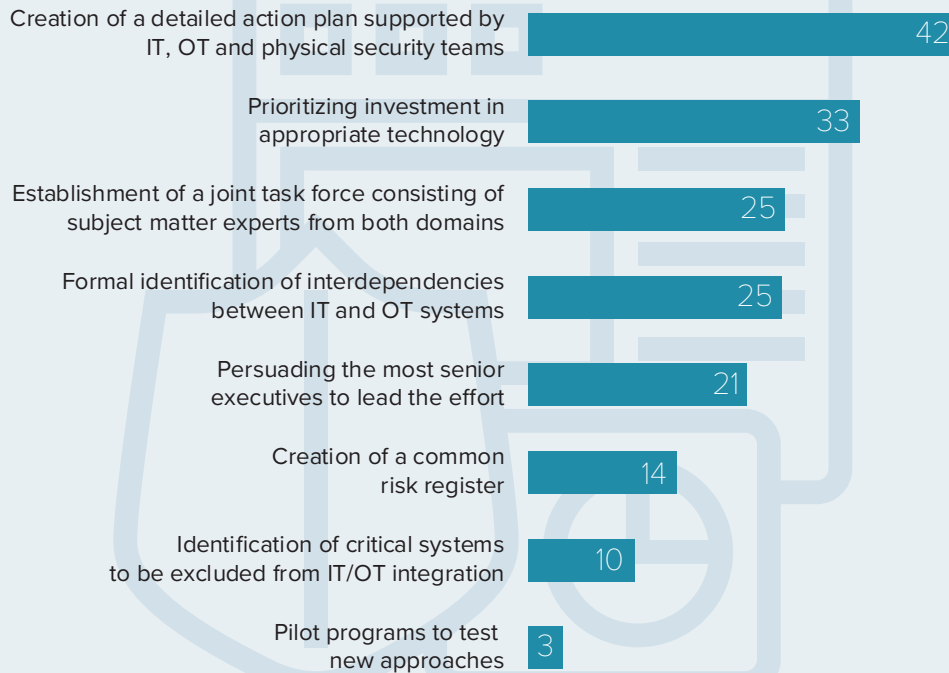 Creation of a detailed action plan supported by
IT, OT and physical security teams
42
Prioritizing investment in
appropriate technology
33
Establishment of a joint task force consisting of
subject matter experts from both domains
25
Formal identification of interdependencies
between IT and OT systems
25
Persuading the most senior
executives to lead the effort
21
Creation of a common
risk register
14
Identification of critical systems
to be excluded from IT/OT integration
10
Pilot programs to test
new approaches
3